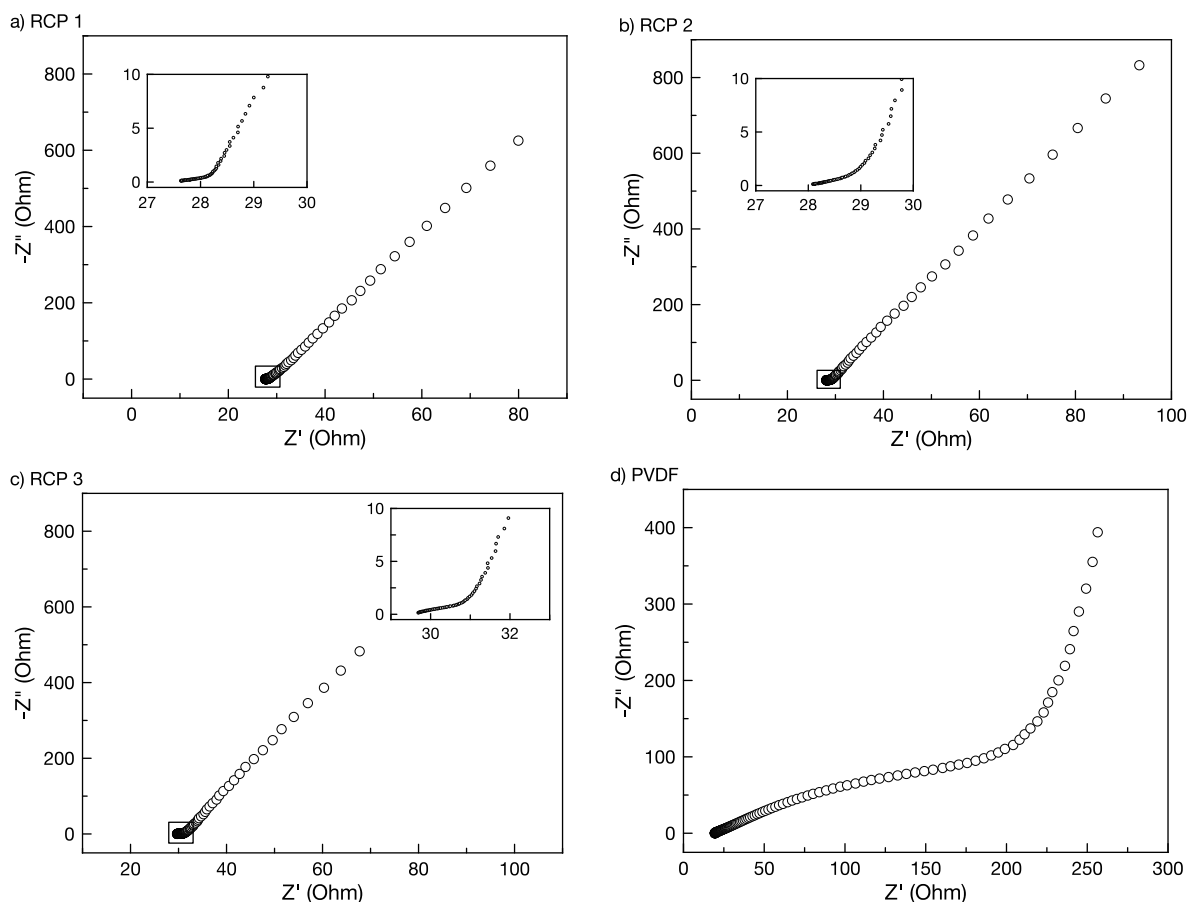 a) RCP 1
800
600
400
200
0
-Z" (Ohm)
0 20 40 60 80
Z' (Ohm)
10
5
0
27 28 29 30
b) RCP 2
800
600
400
200
0
-Z" (Ohm)
0 20 40 60 80 100
Z' (Ohm)
10
5
0
27 28 29 30
c) RCP 3
800
600
400
200
0
-Z" (Ohm)
20 40 60 80 100
Z' (Ohm)
10
5
0
30 32
d) PVDF
400
300
200
100
0
-Z" (Ohm)
0 50 100 150 200 250 300
Z' (Ohm)